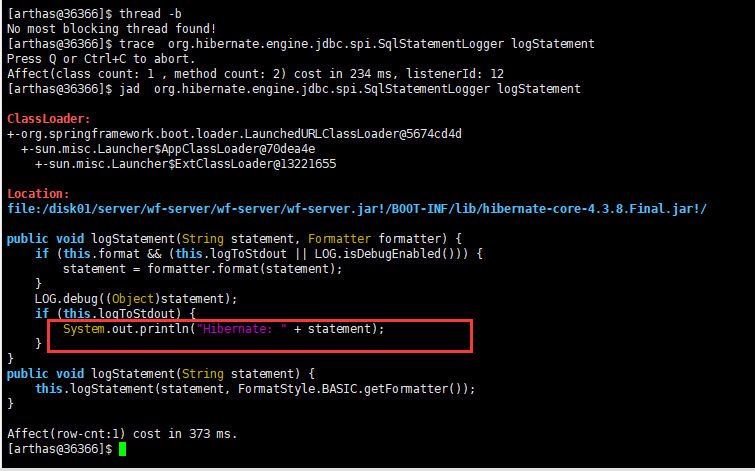 [arthas@36366]$ thread -b
No most blocking thread found!
[arthas@36366]$ trace  org.hibernate.engine.jdbc.spi.SqlStatementLogger logStatement
Press Q or Ctrl+C to abort.
Affect(class count: 1 , method count: 2) cost in 234 ms, listenerId: 12
[arthas@36366]$ jad  org.hibernate.engine.jdbc.spi.SqlStatementLogger logStatement

ClassLoader:
+-org.springframework.boot.loader.LaunchedURLClassLoader@5674cd4d
  +-sun.misc.Launcher$AppClassLoader@70dea4e
    +-sun.misc.Launcher$ExtClassLoader@13221655

Location:
file:/disk01/server/wf-server/wf-server/wf-server.jar!/BOOT-INF/lib/hibernate-core-4.3.8.Final.jar!/

public void logStatement(String statement, Formatter formatter) {
    if (this.format && (this.logToStdout || LOG.isDebugEnabled())) {
        statement = formatter.format(statement);
    }
    LOG.debug((Object)statement);
    if (this.logToStdout) {
        System.out.println("Hibernate: " + statement);
    }
}
public void logStatement(String statement) {
    this.logStatement(statement, FormatStyle.BASIC.getFormatter());
}

Affect(row-cnt:1) cost in 373 ms.
[arthas@36366]$